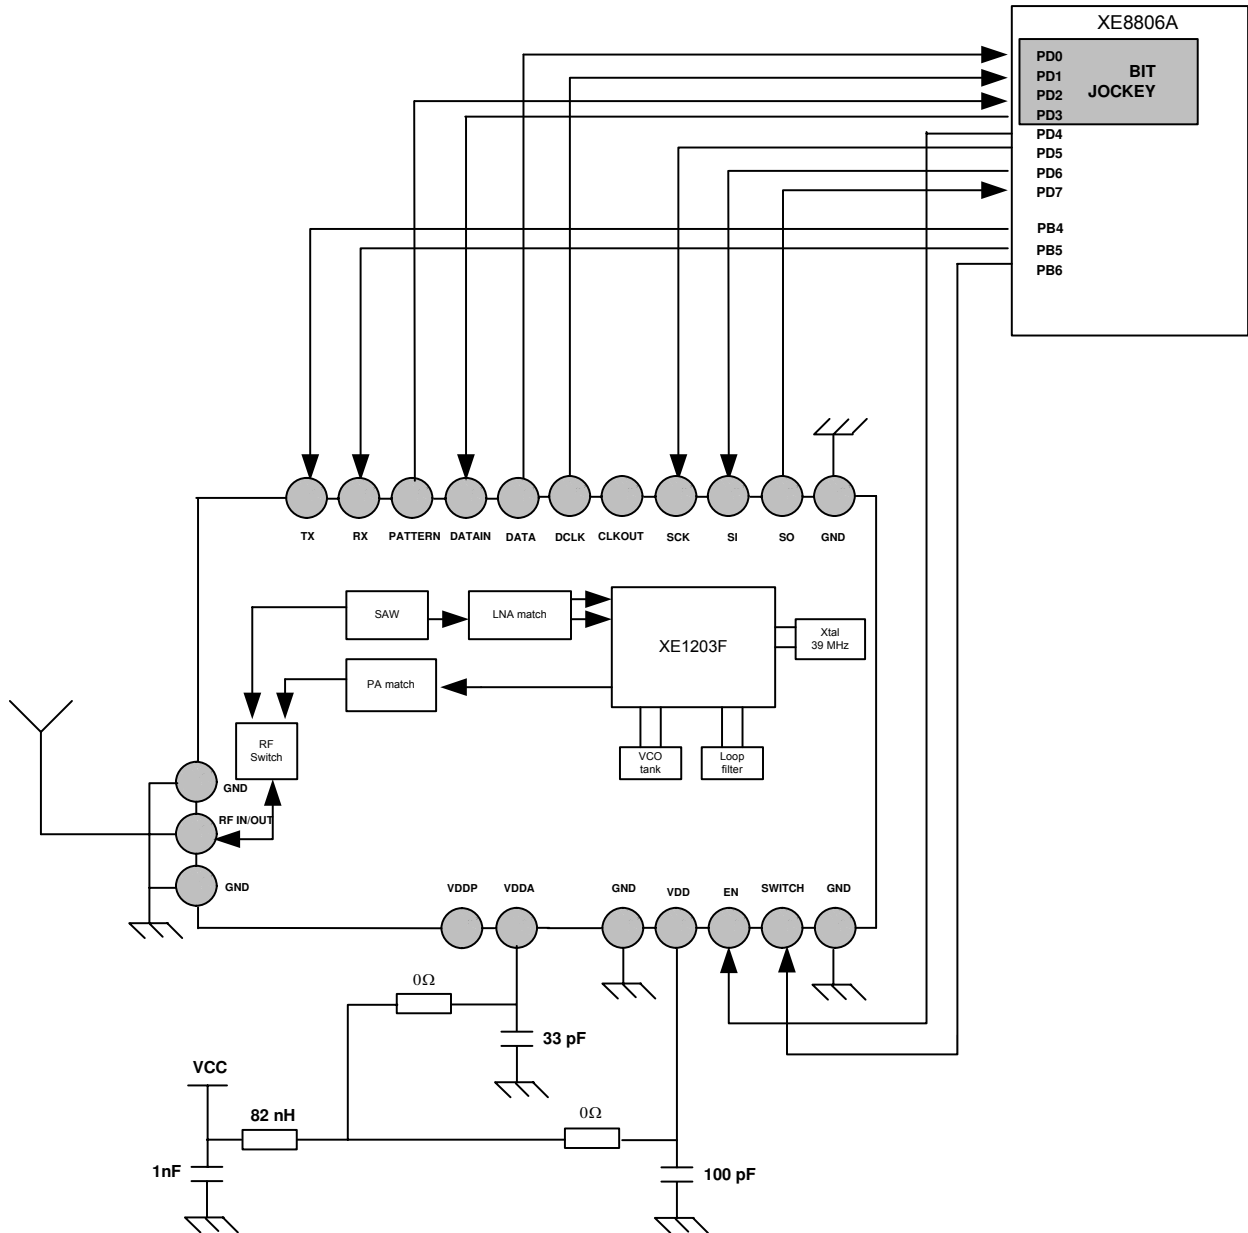 XE8806A
PD0
PD1
PD2
PD3
BIT
JOCKEY
PD4
PD5
PD6
PD7
PB4
PB5
PB6
TX
RX
PATTERN
DATAIN
DATA
DCLK
CLKOUT
SCK
SI
SO
GND
SAW
LNA match
XE1203F
Xtal
39 MHz
PA match
RF
Switch
VCO
tank
Loop
filter
GND
RF IN/OUT
GND
VDDP
VDDA
GND
VDD
EN
SWITCH
GND
0Ω
33 pF
VCC
82 nH
0Ω
1nF
100 pF